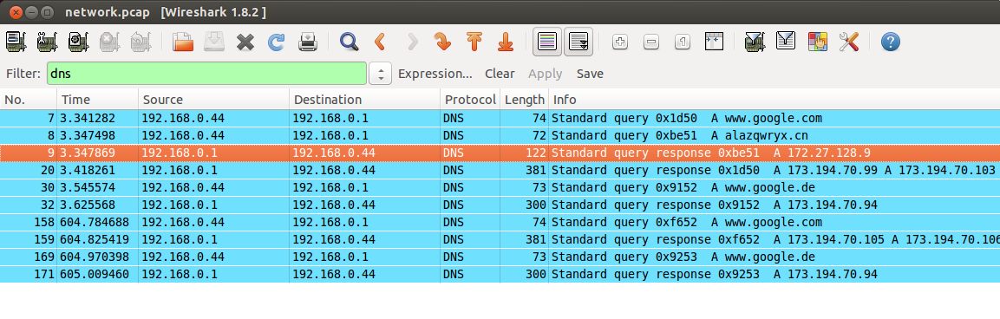 network.pcap [Wireshark 1.8.2 ]
Filter: dns Expression... Clear Apply Save
No. Time Source Destination Protocol Length Info
7 3.341282 192.168.0.44 192.168.0.1 DNS 74 Standard query 0x1d50 A www.google.com
8 3.347498 192.168.0.44 192.168.0.1 DNS 72 Standard query 0xbe51 A alazqwryx.cn
9 3.347869 192.168.0.1 192.168.0.44 DNS 122 Standard query response 0xbe51 A 172.27.128.9
20 3.418261 192.168.0.1 192.168.0.44 DNS 381 Standard query response 0x1d50 A 173.194.70.99 A 173.194.70.103
30 3.545574 192.168.0.44 192.168.0.1 DNS 73 Standard query 0x9152 A www.google.de
32 3.625568 192.168.0.1 192.168.0.44 DNS 300 Standard query response 0x9152 A 173.194.70.94
158 604.784688 192.168.0.44 192.168.0.1 DNS 74 Standard query 0xf652 A www.google.com
159 604.825419 192.168.0.1 192.168.0.44 DNS 381 Standard query response 0xf652 A 173.194.70.105 A 173.194.70.106
169 604.970398 192.168.0.44 192.168.0.1 DNS 73 Standard query 0x9253 A www.google.de
171 605.009460 192.168.0.1 192.168.0.44 DNS 300 Standard query response 0x9253 A 173.194.70.94